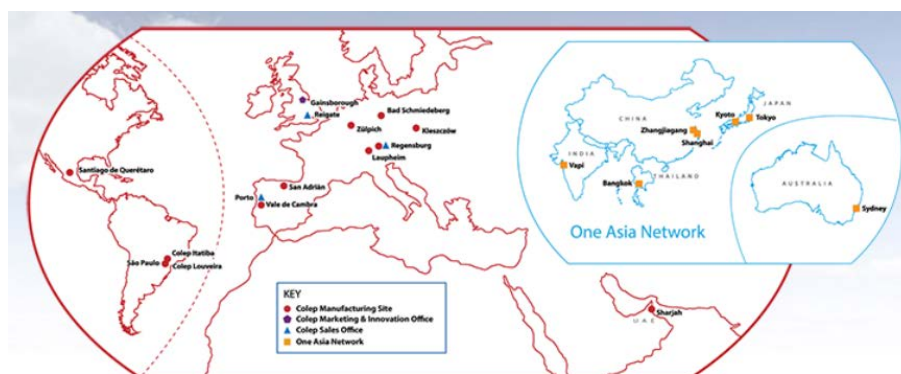 Santiago de Querétaro
São Paulo
Colep Itatiba
Colep Louveira
Gainsborough
Reigate
Bad Schmiedeberg
Zülpich
Kleszczów
Regensburg
Laupheim
San Adrián
Porto
Vale de Cambra
KEY
Colep Manufacturing Site
Colep Marketing & Innovation Office
Colep Sales Office
One Asia Network
UAE
Sharjah
CHINA
JAPAN
Kyoto
Tokyo
Zhangjiagang
Shanghai
INDIA
Vapi
THAILAND
Bangkok
AUSTRALIA
Sydney
One Asia Network